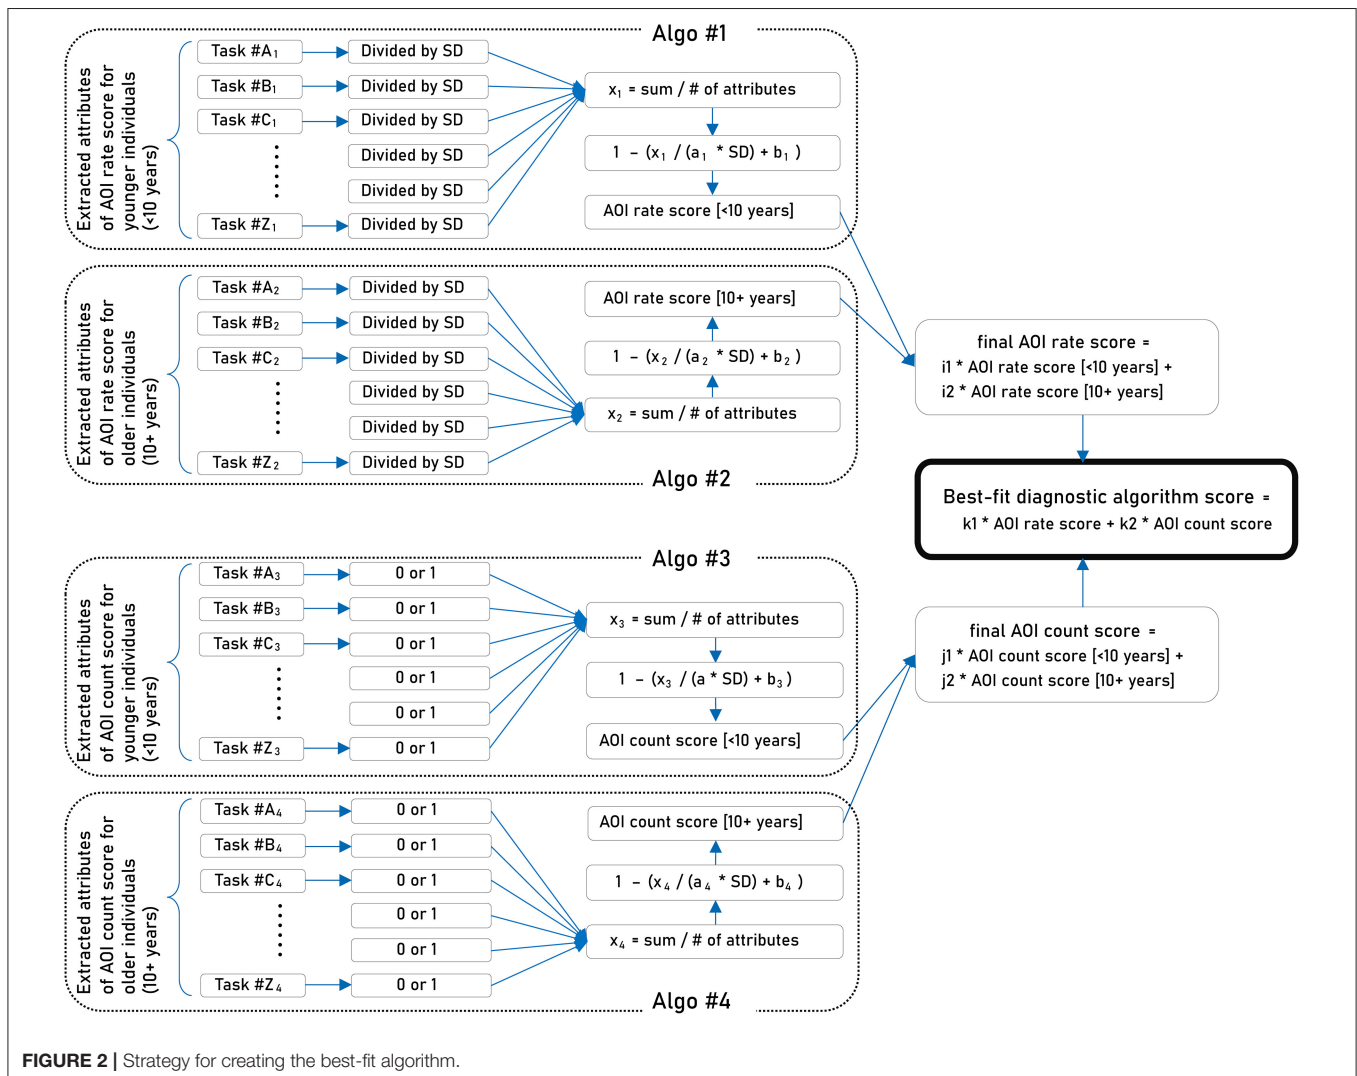 Algo #1
Extracted attributes
of AOI rate score for
younger individuals
(<10 years)
Task #A1
Divided by SD
Task #B1
Divided by SD
Task #C1
Divided by SD
Divided by SD
Divided by SD
Task #Z1
Divided by SD
x1 = sum / # of attributes
1 – (x1 / (a1 * SD) + b1 )
AOI rate score [<10 years]
Extracted attributes
of AOI rate score for
older individuals
(10+ years)
Task #A2
Divided by SD
Task #B2
Divided by SD
Task #C2
Divided by SD
Divided by SD
Divided by SD
Task #Z2
Divided by SD
AOI rate score [10+ years]
1 – (x2 / (a2 * SD) + b2 )
x2 = sum / # of attributes
Algo #2
final AOI rate score =
i1 * AOI rate score [<10 years] +
i2 * AOI rate score [10+ years]
Best-fit diagnostic algorithm score =
k1 * AOI rate score + k2 * AOI count score
Algo #3
Extracted attributes
of AOI count score for
younger individuals
(<10 years)
Task #A3
0 or 1
Task #B3
0 or 1
Task #C3
0 or 1
0 or 1
0 or 1
Task #Z3
0 or 1
x3 = sum / # of attributes
1 – (x3 / (a * SD) + b3 )
AOI count score [<10 years]
final AOI count score =
j1 * AOI count score [<10 years] +
j2 * AOI count score [10+ years]
Extracted attributes
of AOI count score for
older individuals
(10+ years)
Task #A4
0 or 1
Task #B4
0 or 1
Task #C4
0 or 1
0 or 1
0 or 1
Task #Z4
0 or 1
AOI count score [10+ years]
1 – (x4 / (a4 * SD) + b4 )
x4 = sum / # of attributes
Algo #4
FIGURE 2 | Strategy for creating the best-fit algorithm.